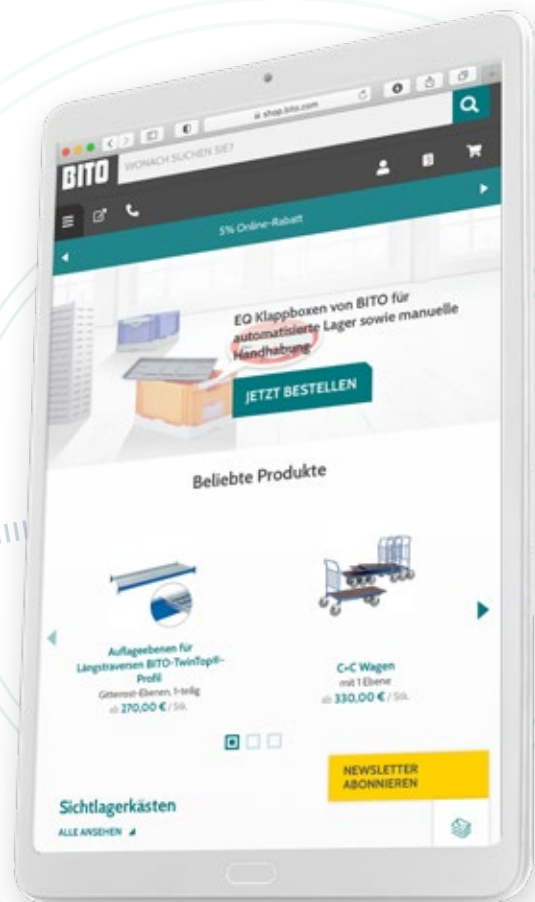 shop.bito.com
BITO
WONACH SUCHEN SIE?
5% Online-Rabatt
EQ Klappboxen von BITO für
automatisierte Lager sowie manuelle
Handhabung
JETZT BESTELLEN
Beliebte Produkte
Auflageebenen für
Längstraversen BITO-TwinTop®-
Profil
Gitterrost-Ebenen, 1-teilig
ab 270,00 € / Stk.
C+C Wagen
mit 1 Ebene
ab 330,00 € / Stk.
NEWSLETTER
ABONNIEREN
Sichtlagerkästen
ALLE ANSEHEN